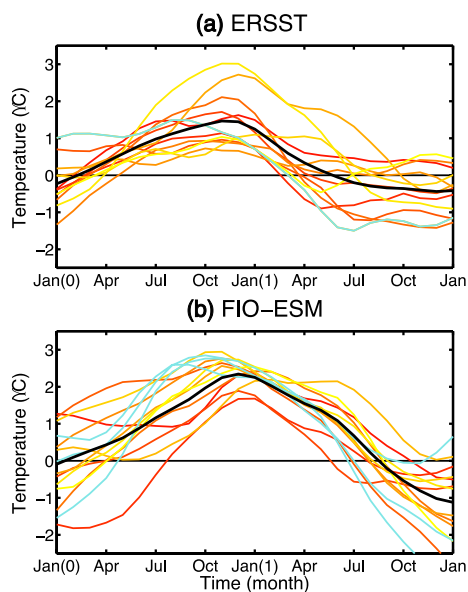 (a) ERSST
Temperature (ϓC)
3
2
1
0
−1
−2
Jan(0) Apr Jul Oct Jan(1) Apr Jul Oct Jan
(b) FIO−ESM
Temperature (ϓC)
3
2
1
0
−1
−2
Jan(0) Apr Jul Oct Jan(1) Apr Jul Oct Jan
Time (month)